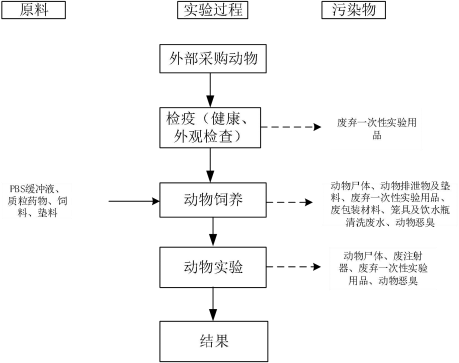 原料
实验过程
污染物
外部采购动物
检疫（健康、
外观检查）
废弃一次性实验用
品
PBS缓冲液、
质粒药物、饲
料、垫料
动物饲养
动物尸体、动物排泄物及垫
料、废弃一次性实验用品、
废包装材料、笼具及饮水瓶
清洗废水、动物恶臭
动物实验
动物尸体、废注射
器、废弃一次性实验
用品、动物恶臭
结果